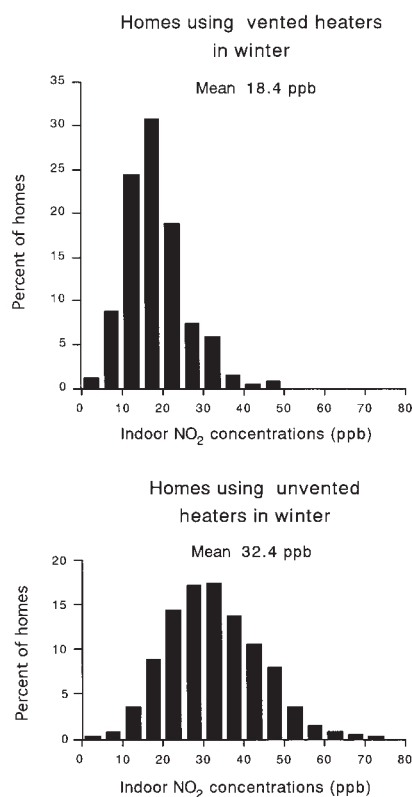 Homes using vented heaters
in winter
Mean 18.4 ppb
35
30
25
20
15
10
5
0
Percent of homes
0 10 20 30 40 50 60 70 80
Indoor NO2 concentrations (ppb)
Homes using unvented
heaters in winter
Mean 32.4 ppb
20
15
10
5
0
Percent of homes
0 10 20 30 40 50 60 70 80
Indoor NO2 concentrations (ppb)